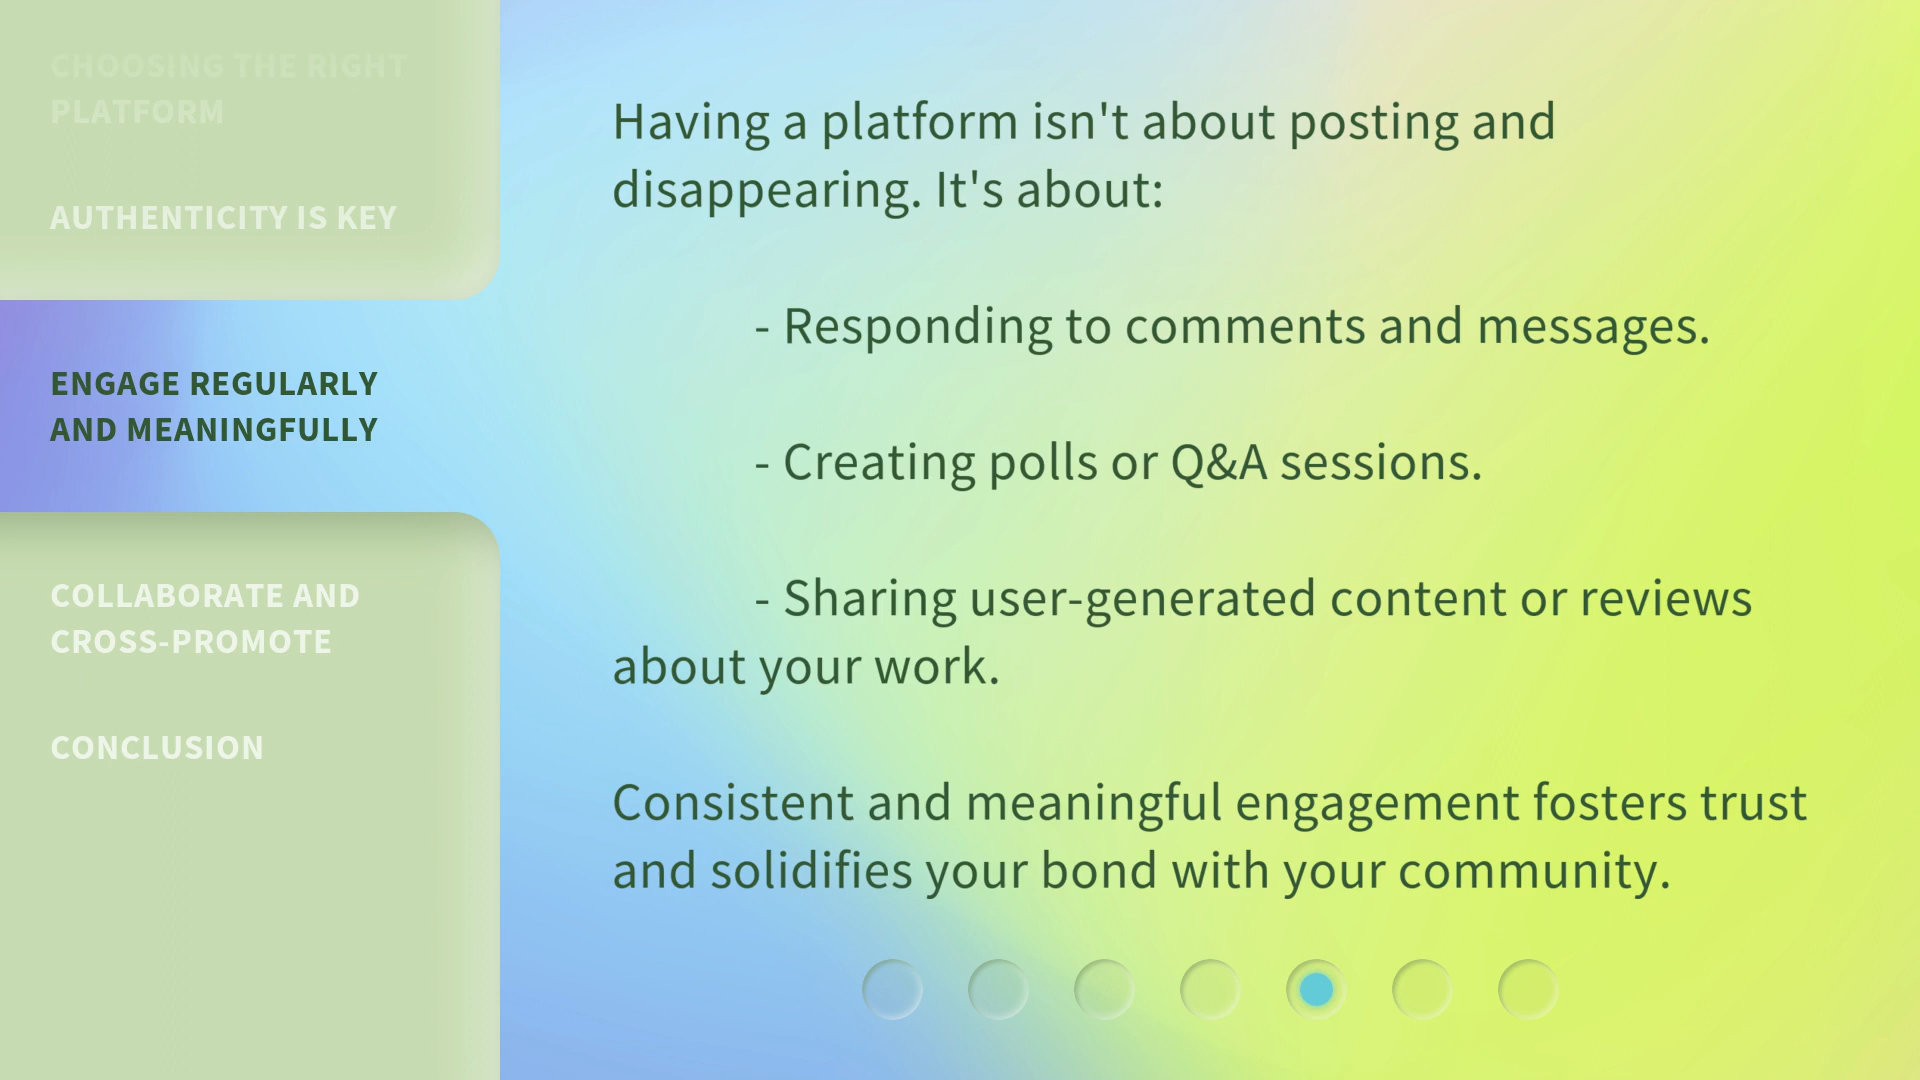 CHOOSING THE RIGHT
PLATFORM
AUTHENTICITY IS KEY
ENGAGE REGULARLY
AND MEANINGFULLY
COLLABORATE AND
CROSS-PROMOTE
CONCLUSION
Having a platform isn't about posting and
disappearing. It's about:
- Responding to comments and messages.
- Creating polls or Q&A sessions.
- Sharing user-generated content or reviews
about your work.
Consistent and meaningful engagement fosters trust
and solidifies your bond with your community.